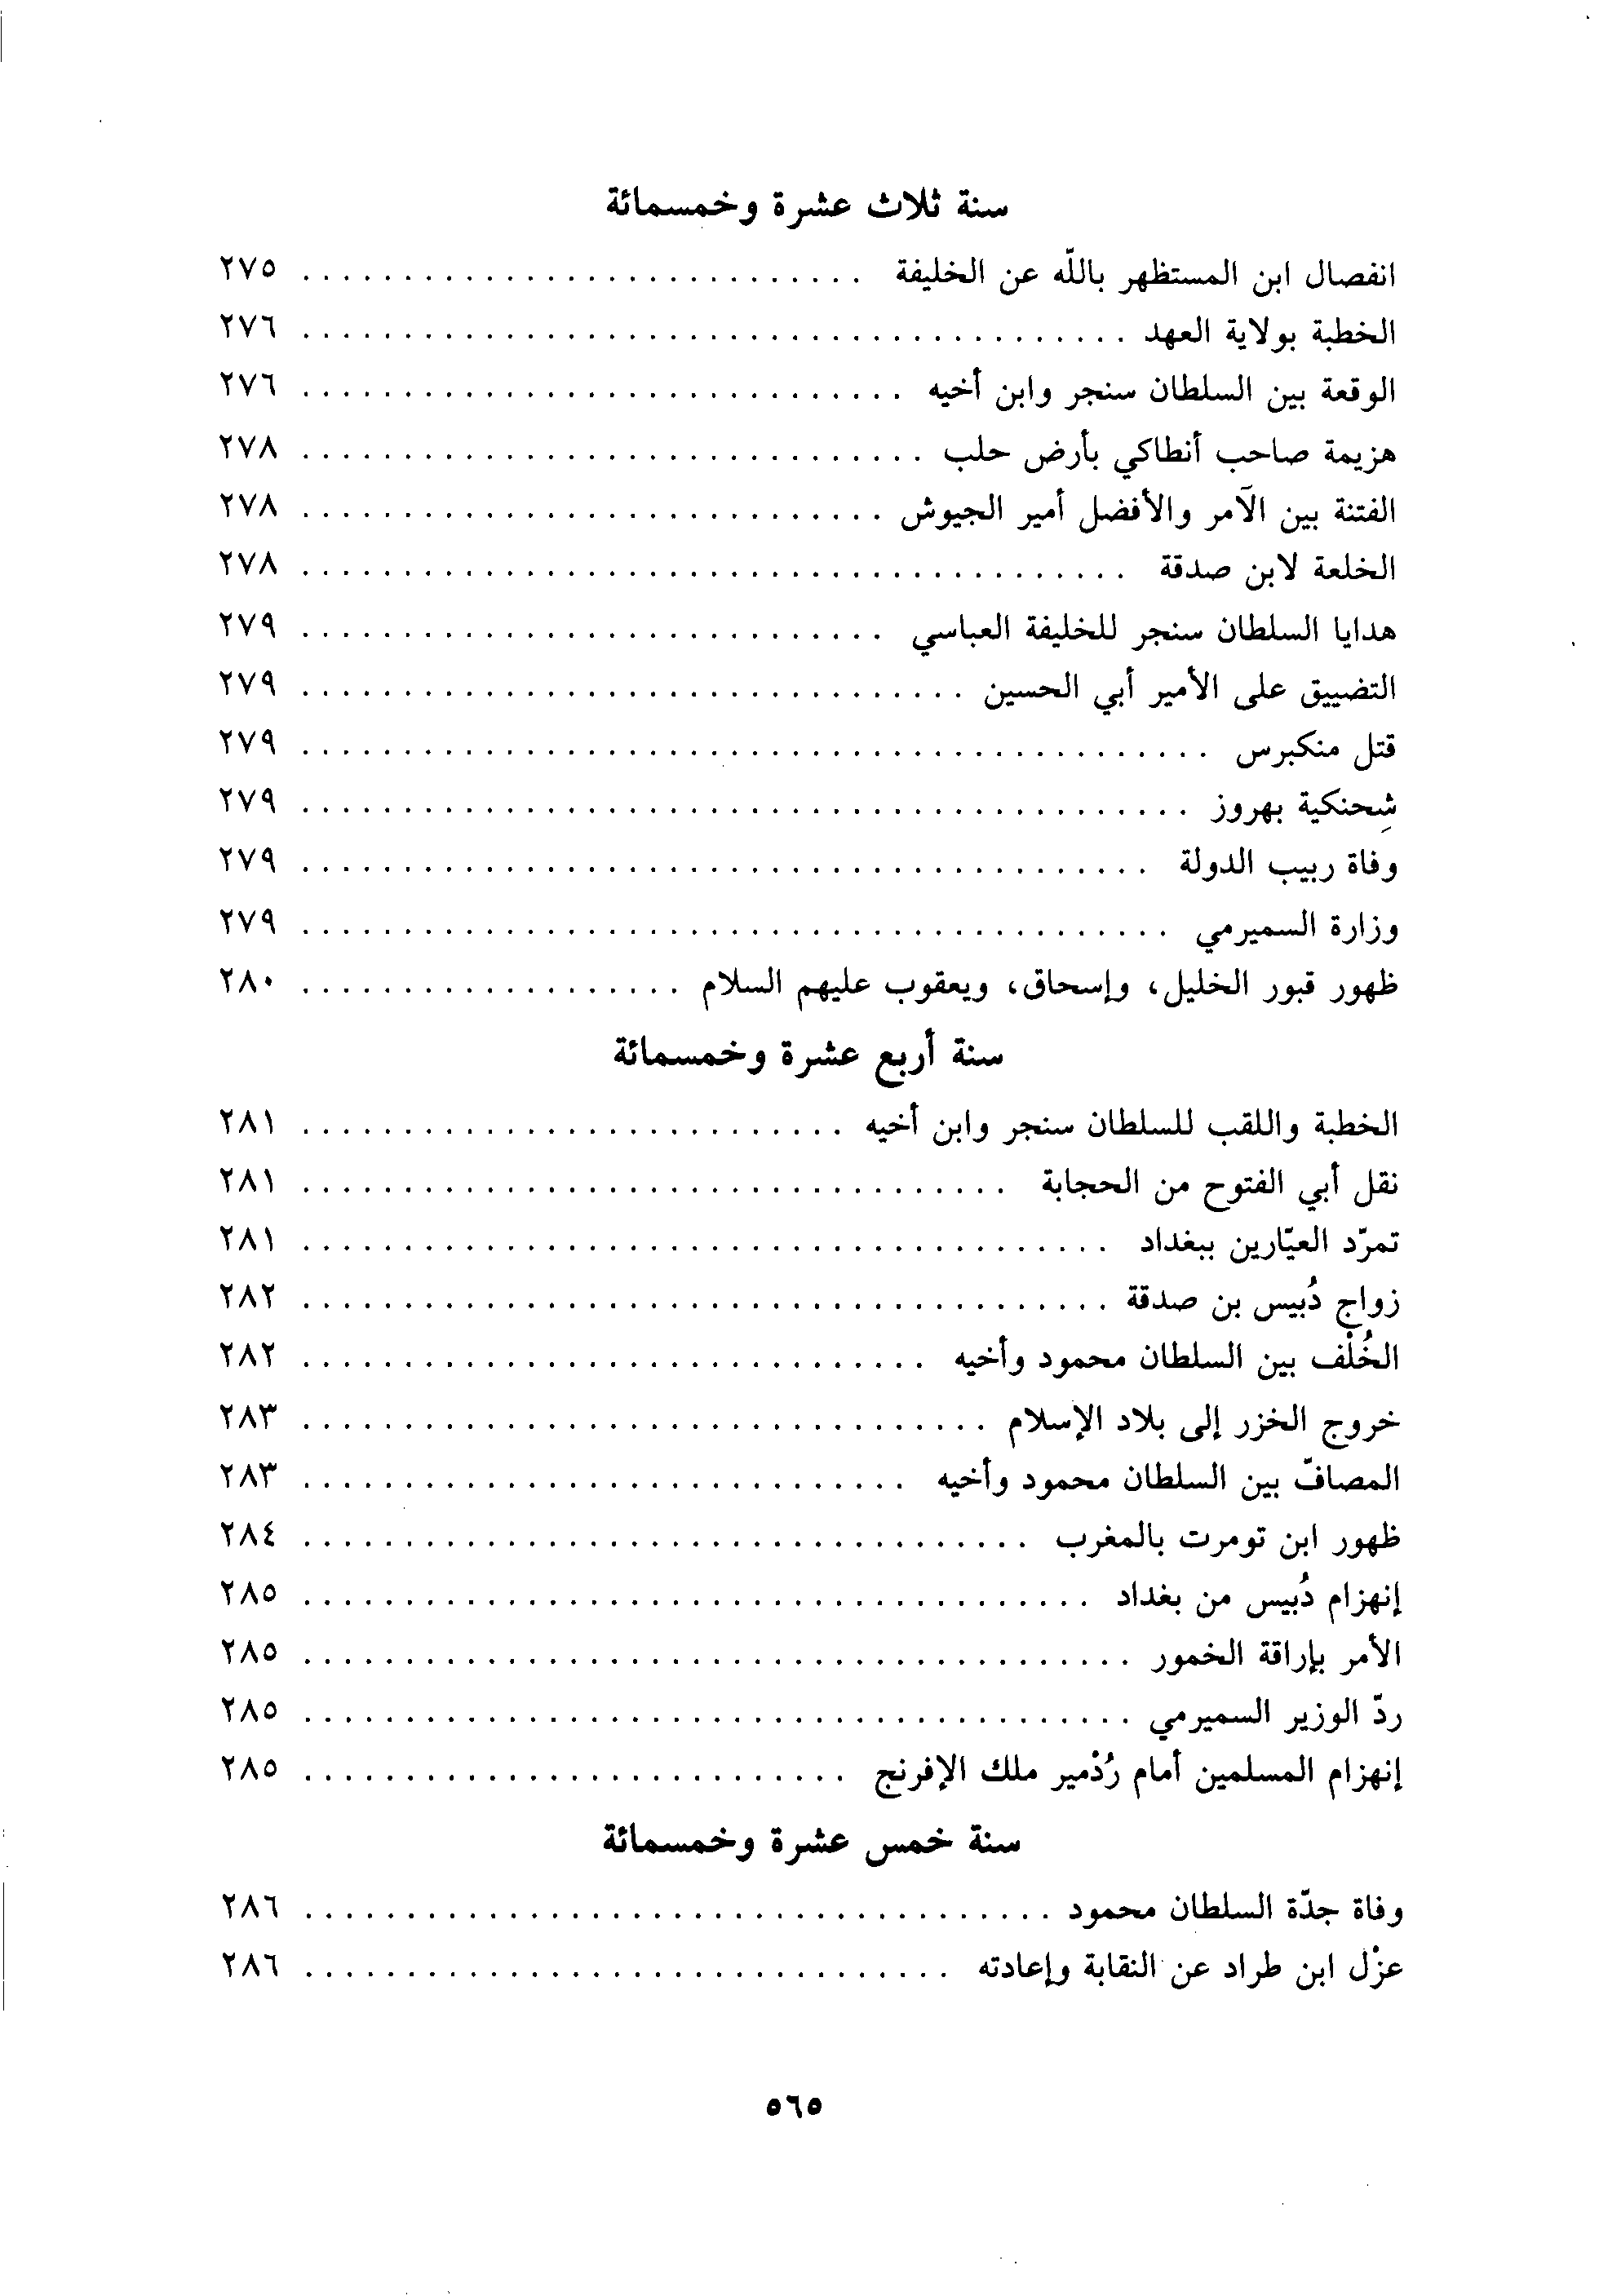 سنة ثلاث عشرة وخمسمائة
انفصال ابن المستظهر باللّه عن الخليفة . . . . . . . . . . . . . . . . . . . . . . . . . . . . ٢٧٥
الخطبة بولاية العهد . . . . . . . . . . . . . . . . . . . . . . . . . . . . . . . . . . . . . . . . . ٢٧٦
الوقعة بين السلطان سنجر وابن أخيه . . . . . . . . . . . . . . . . . . . . . . . . . . . . . . ٢٧٦
هزيمة صاحب أنطاكي بأرض حلب . . . . . . . . . . . . . . . . . . . . . . . . . . . . . . . ٢٧٨
الفتنة بين الآمر والأفضل أمير الجيوش . . . . . . . . . . . . . . . . . . . . . . . . . . . . . ٢٧٨
الخلعة لابن صدقة . . . . . . . . . . . . . . . . . . . . . . . . . . . . . . . . . . . . . . . . . ٢٧٨
هدايا السلطان سنجر للخليفة العباسي . . . . . . . . . . . . . . . . . . . . . . . . . . . . . ٢٧٩
التضييق على الأمير أبي الحسين . . . . . . . . . . . . . . . . . . . . . . . . . . . . . . . . . ٢٧٩
قتل منكبرس . . . . . . . . . . . . . . . . . . . . . . . . . . . . . . . . . . . . . . . . . . . . . ٢٧٩
شِحنكية بهروز . . . . . . . . . . . . . . . . . . . . . . . . . . . . . . . . . . . . . . . . . . . . ٢٧٩
وفاة ربيب الدولة . . . . . . . . . . . . . . . . . . . . . . . . . . . . . . . . . . . . . . . . . . ٢٧٩
وزارة السميرمي . . . . . . . . . . . . . . . . . . . . . . . . . . . . . . . . . . . . . . . . . . . ٢٧٩
ظهور قبور الخليل، وإسحاق، ويعقوب عليهم السلام . . . . . . . . . . . . . . . . . . . ٢٨٠
سنة أربع عشرة وخمسمائة
الخطبة واللقب للسلطان سنجر وابن أخيه . . . . . . . . . . . . . . . . . . . . . . . . . . . ٢٨١
نقل أبي الفتوح من الحجابة . . . . . . . . . . . . . . . . . . . . . . . . . . . . . . . . . . . ٢٨١
تمرّد العيّارين ببغداد . . . . . . . . . . . . . . . . . . . . . . . . . . . . . . . . . . . . . . . . ٢٨١
زواج دُبيس بن صدقة . . . . . . . . . . . . . . . . . . . . . . . . . . . . . . . . . . . . . . . . ٢٨٢
الخُلْف بين السلطان محمود وأخيه . . . . . . . . . . . . . . . . . . . . . . . . . . . . . . . ٢٨٢
خروج الخزر إلى بلاد الإسلام . . . . . . . . . . . . . . . . . . . . . . . . . . . . . . . . . . ٢٨٣
المصافّ بين السلطان محمود وأخيه . . . . . . . . . . . . . . . . . . . . . . . . . . . . . . ٢٨٣
ظهور ابن تومرت بالمغرب . . . . . . . . . . . . . . . . . . . . . . . . . . . . . . . . . . . . ٢٨٤
إنهزام دُبيس من بغداد . . . . . . . . . . . . . . . . . . . . . . . . . . . . . . . . . . . . . . . ٢٨٥
الأمر بإراقة الخمور . . . . . . . . . . . . . . . . . . . . . . . . . . . . . . . . . . . . . . . . . ٢٨٥
ردّ الوزير السميرمي . . . . . . . . . . . . . . . . . . . . . . . . . . . . . . . . . . . . . . . . . ٢٨٥
إنهزام المسلمين أمام رُذْمير ملك الإفرنج . . . . . . . . . . . . . . . . . . . . . . . . . . . ٢٨٥
سنة خمس عشرة وخمسمائة
وفاة جدّة السلطان محمود . . . . . . . . . . . . . . . . . . . . . . . . . . . . . . . . . . . . . ٢٨٦
عزْل ابن طراد عن النقابة وإعادته . . . . . . . . . . . . . . . . . . . . . . . . . . . . . . . . ٢٨٦
٥٦٥